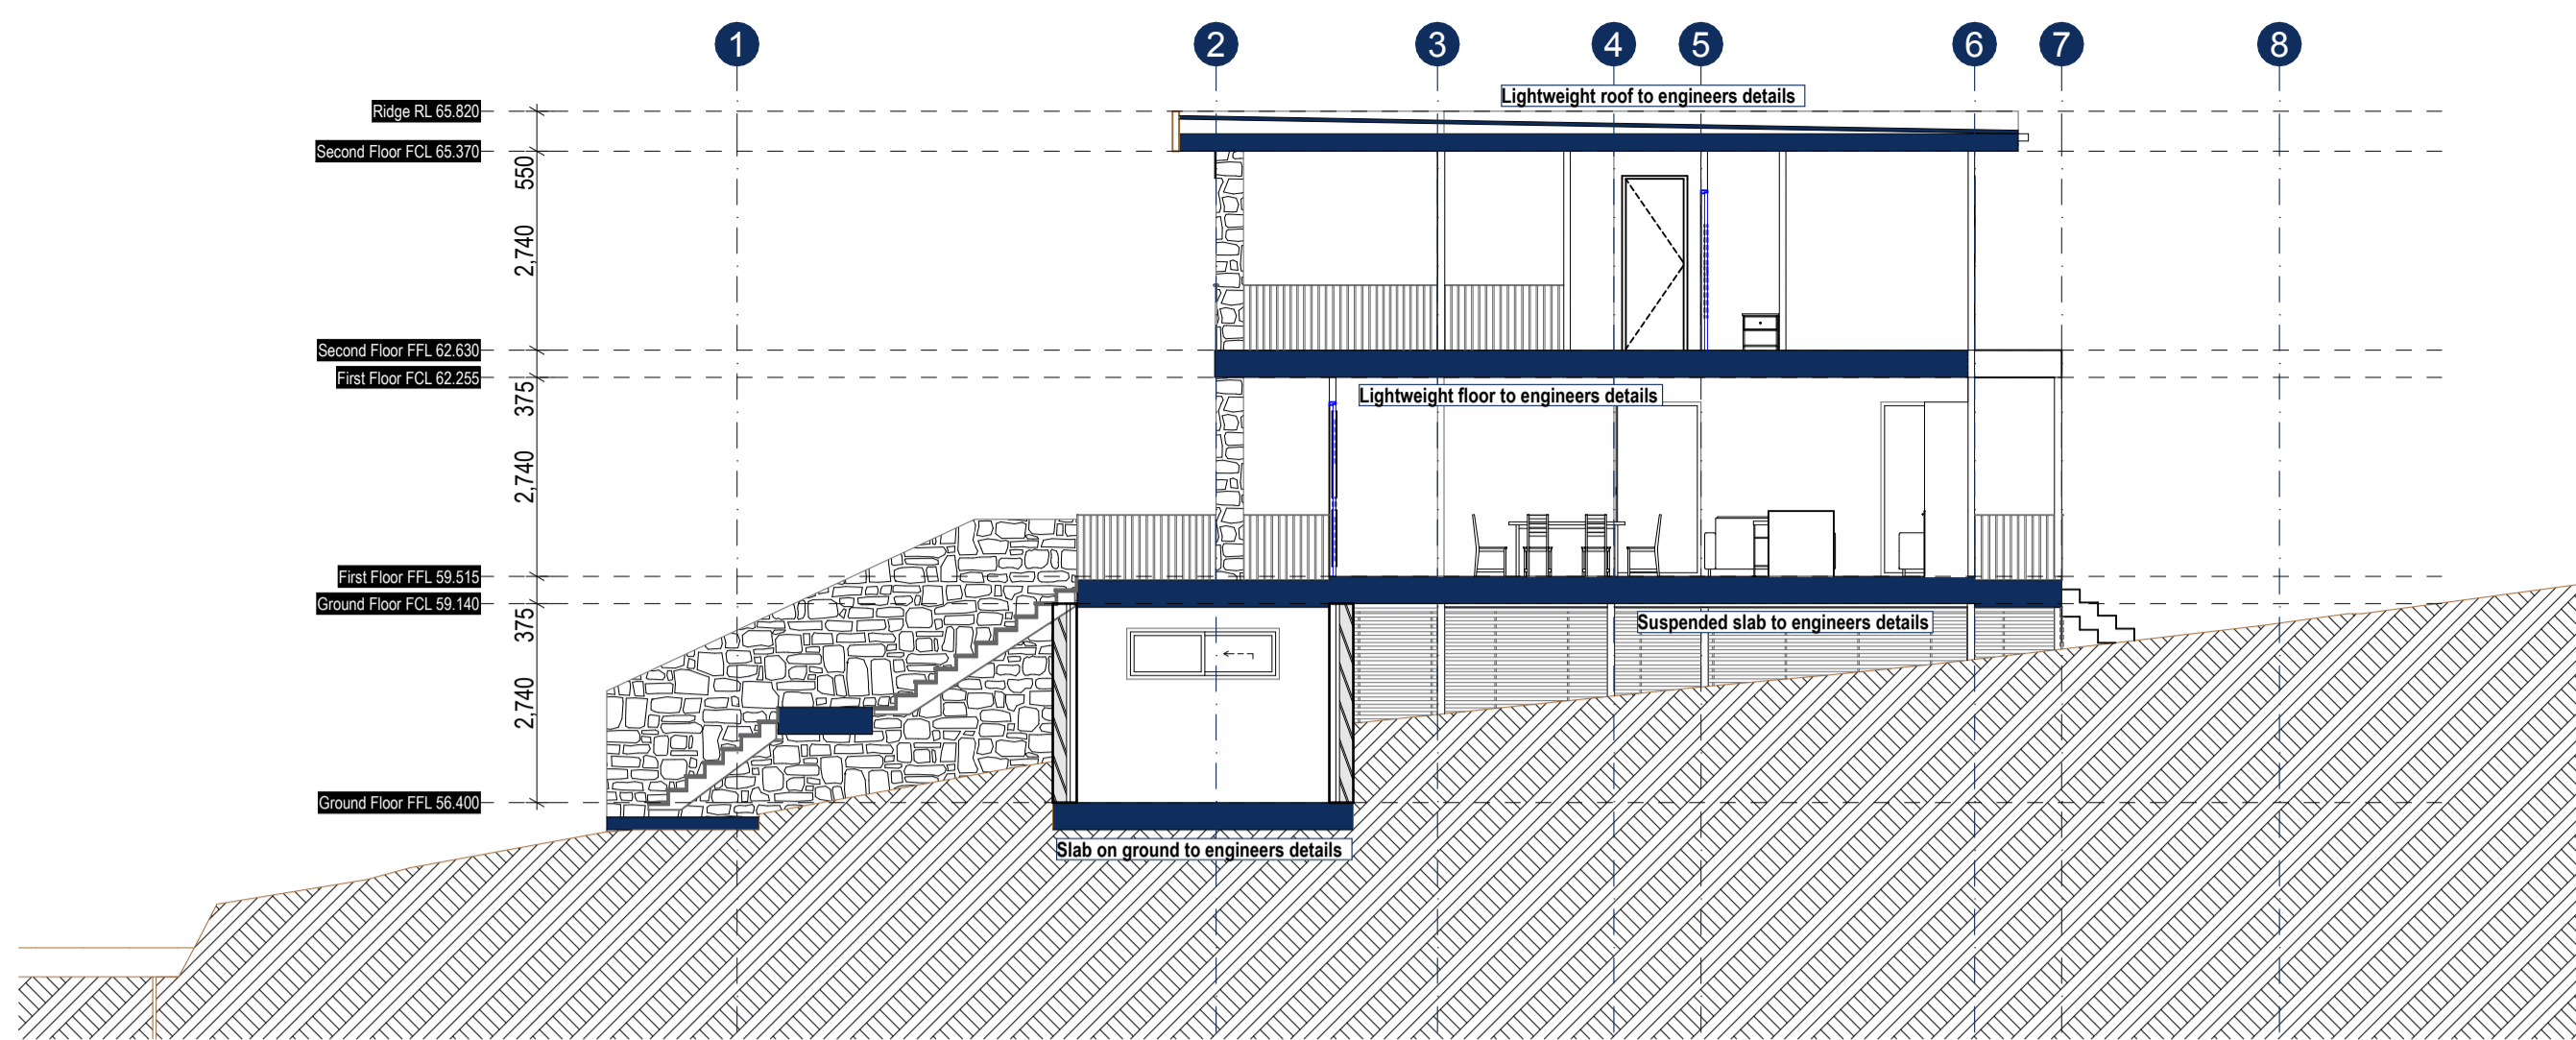 1 2 3 4 5 6 7 8
Lightweight roof to engineers details
Ridge RL 65.820
Second Floor FCL 65.370
550
2,740
Second Floor FFL 62.630
First Floor FCL 62.255
375
Lightweight floor to engineers details
2,740
First Floor FFL 59.515
Ground Floor FCL 59.140
375
Suspended slab to engineers details
2,740
Ground Floor FFL 56.400
Slab on ground to engineers details